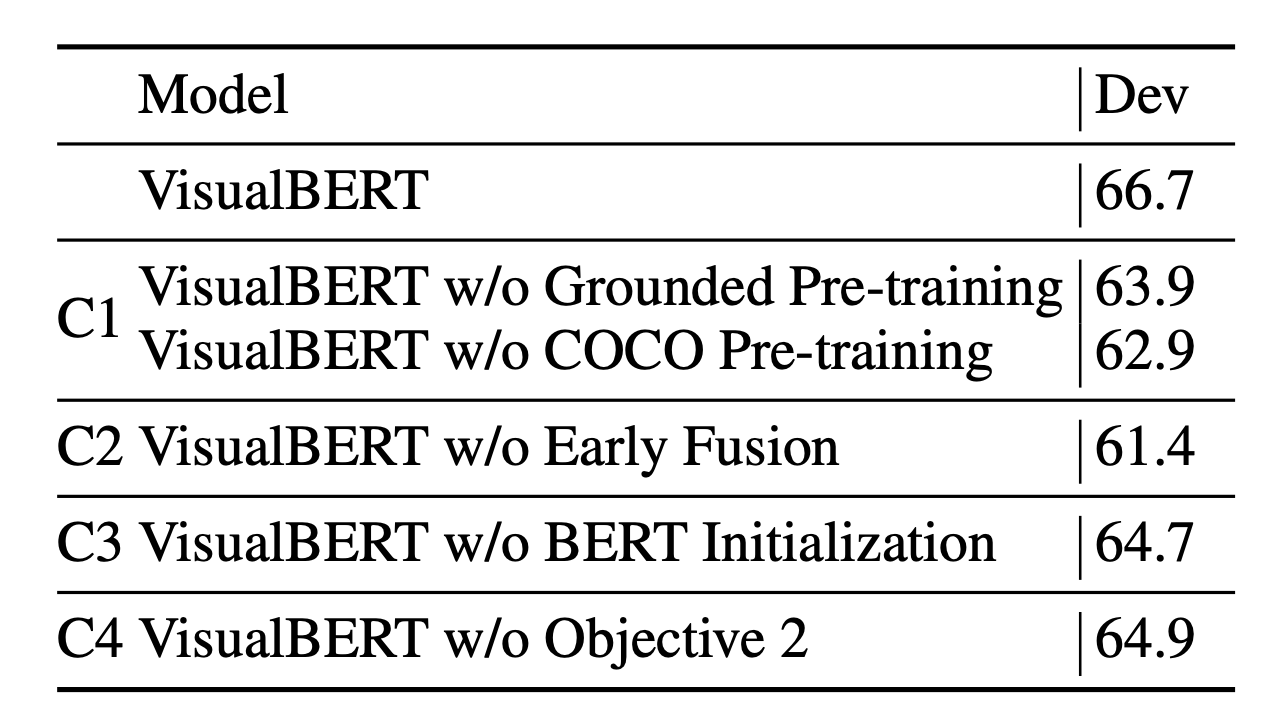 Model Dev
VisualBERT 66.7
C1 VisualBERT w/o Grounded Pre-training 63.9
VisualBERT w/o COCO Pre-training 62.9
C2 VisualBERT w/o Early Fusion 61.4
C3 VisualBERT w/o BERT Initialization 64.7
C4 VisualBERT w/o Objective 2 64.9